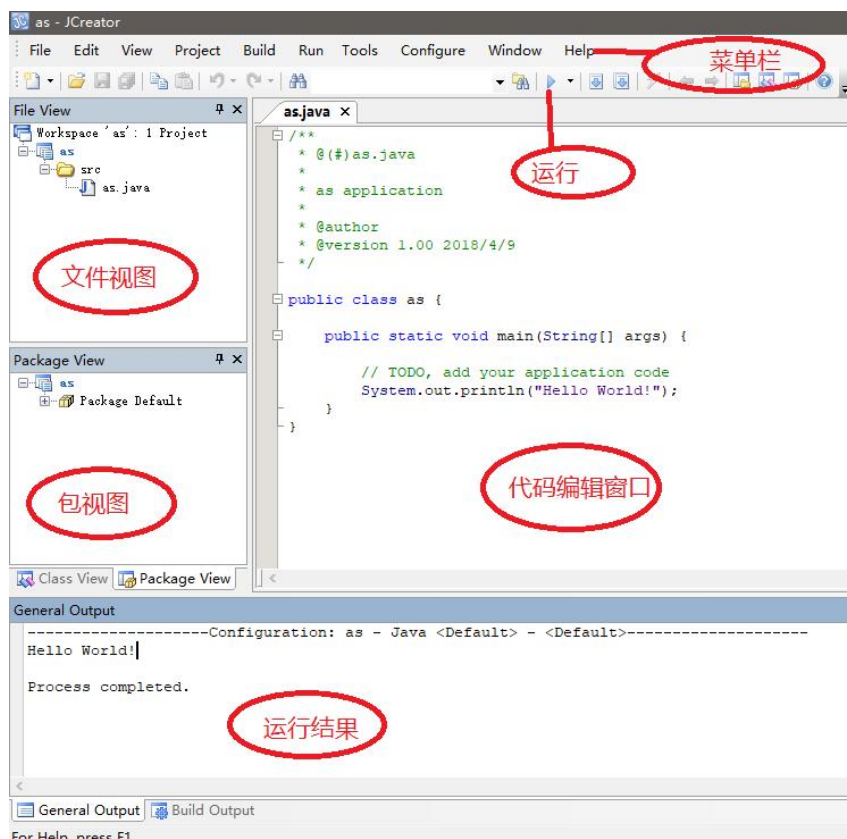 as - JCreator
File Edit View Project Build Run Tools Configure Window Help
菜单栏
File View
as.java
Workspace 'as': 1 Project
as
src
as.java
文件视图
运行
/**
* @(#)as.java
*
* as application
*
* @author
* @version 1.00 2018/4/9
*/
public class as {
public static void main(String[] args) {
// TODO, add your application code
System.out.println("Hello World!");
}
}
代码编辑窗口
Package View
as
Package Default
包视图
Class View Package View
General Output
--------------------Configuration: as - Java <Default> - <Default>--------------------
Hello World!
Process completed.
运行结果
General Output Build Output
For Help, press F1